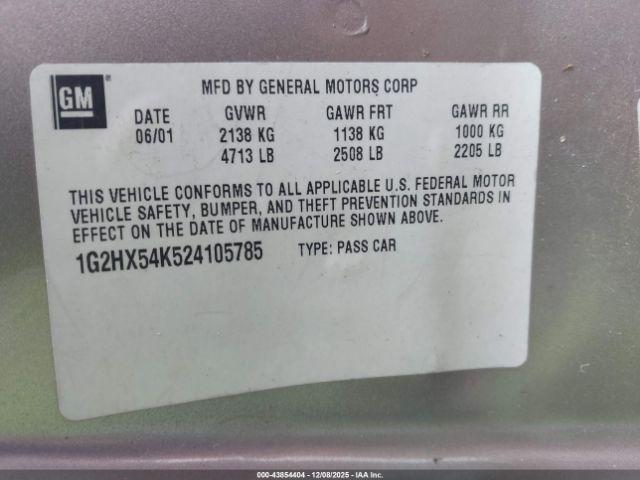 GM
MFD BY GENERAL MOTORS CORP
DATE GVWR GAWR FRT GAWR RR
06/01 2138 KG 1138 KG 1000 KG
4713 LB 2508 LB 2205 LB
THIS VEHICLE CONFORMS TO ALL APPLICABLE U.S. FEDERAL MOTOR
VEHICLE SAFETY, BUMPER, AND THEFT PREVENTION STANDARDS IN
EFFECT ON THE DATE OF MANUFACTURE SHOWN ABOVE.
1G2HX54K524105785 TYPE: PASS CAR
000-43854404 - 12/08/2025 - IAAI Inc.